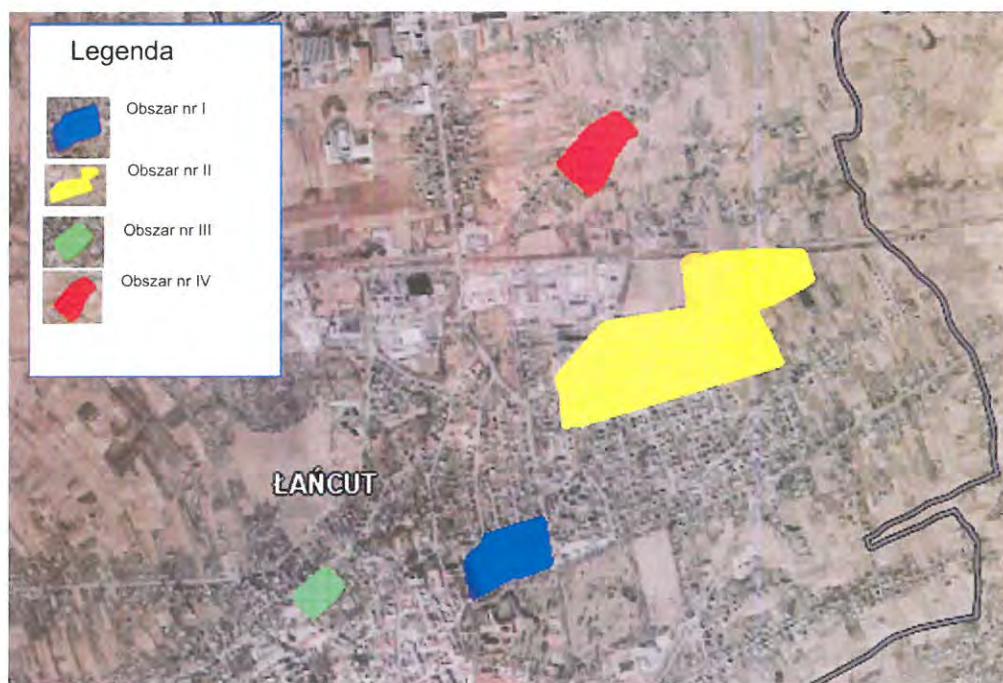 Legenda
Obszar nr I
Obszar nr II
Obszar nr III
Obszar nr IV
ŁAŃCUT